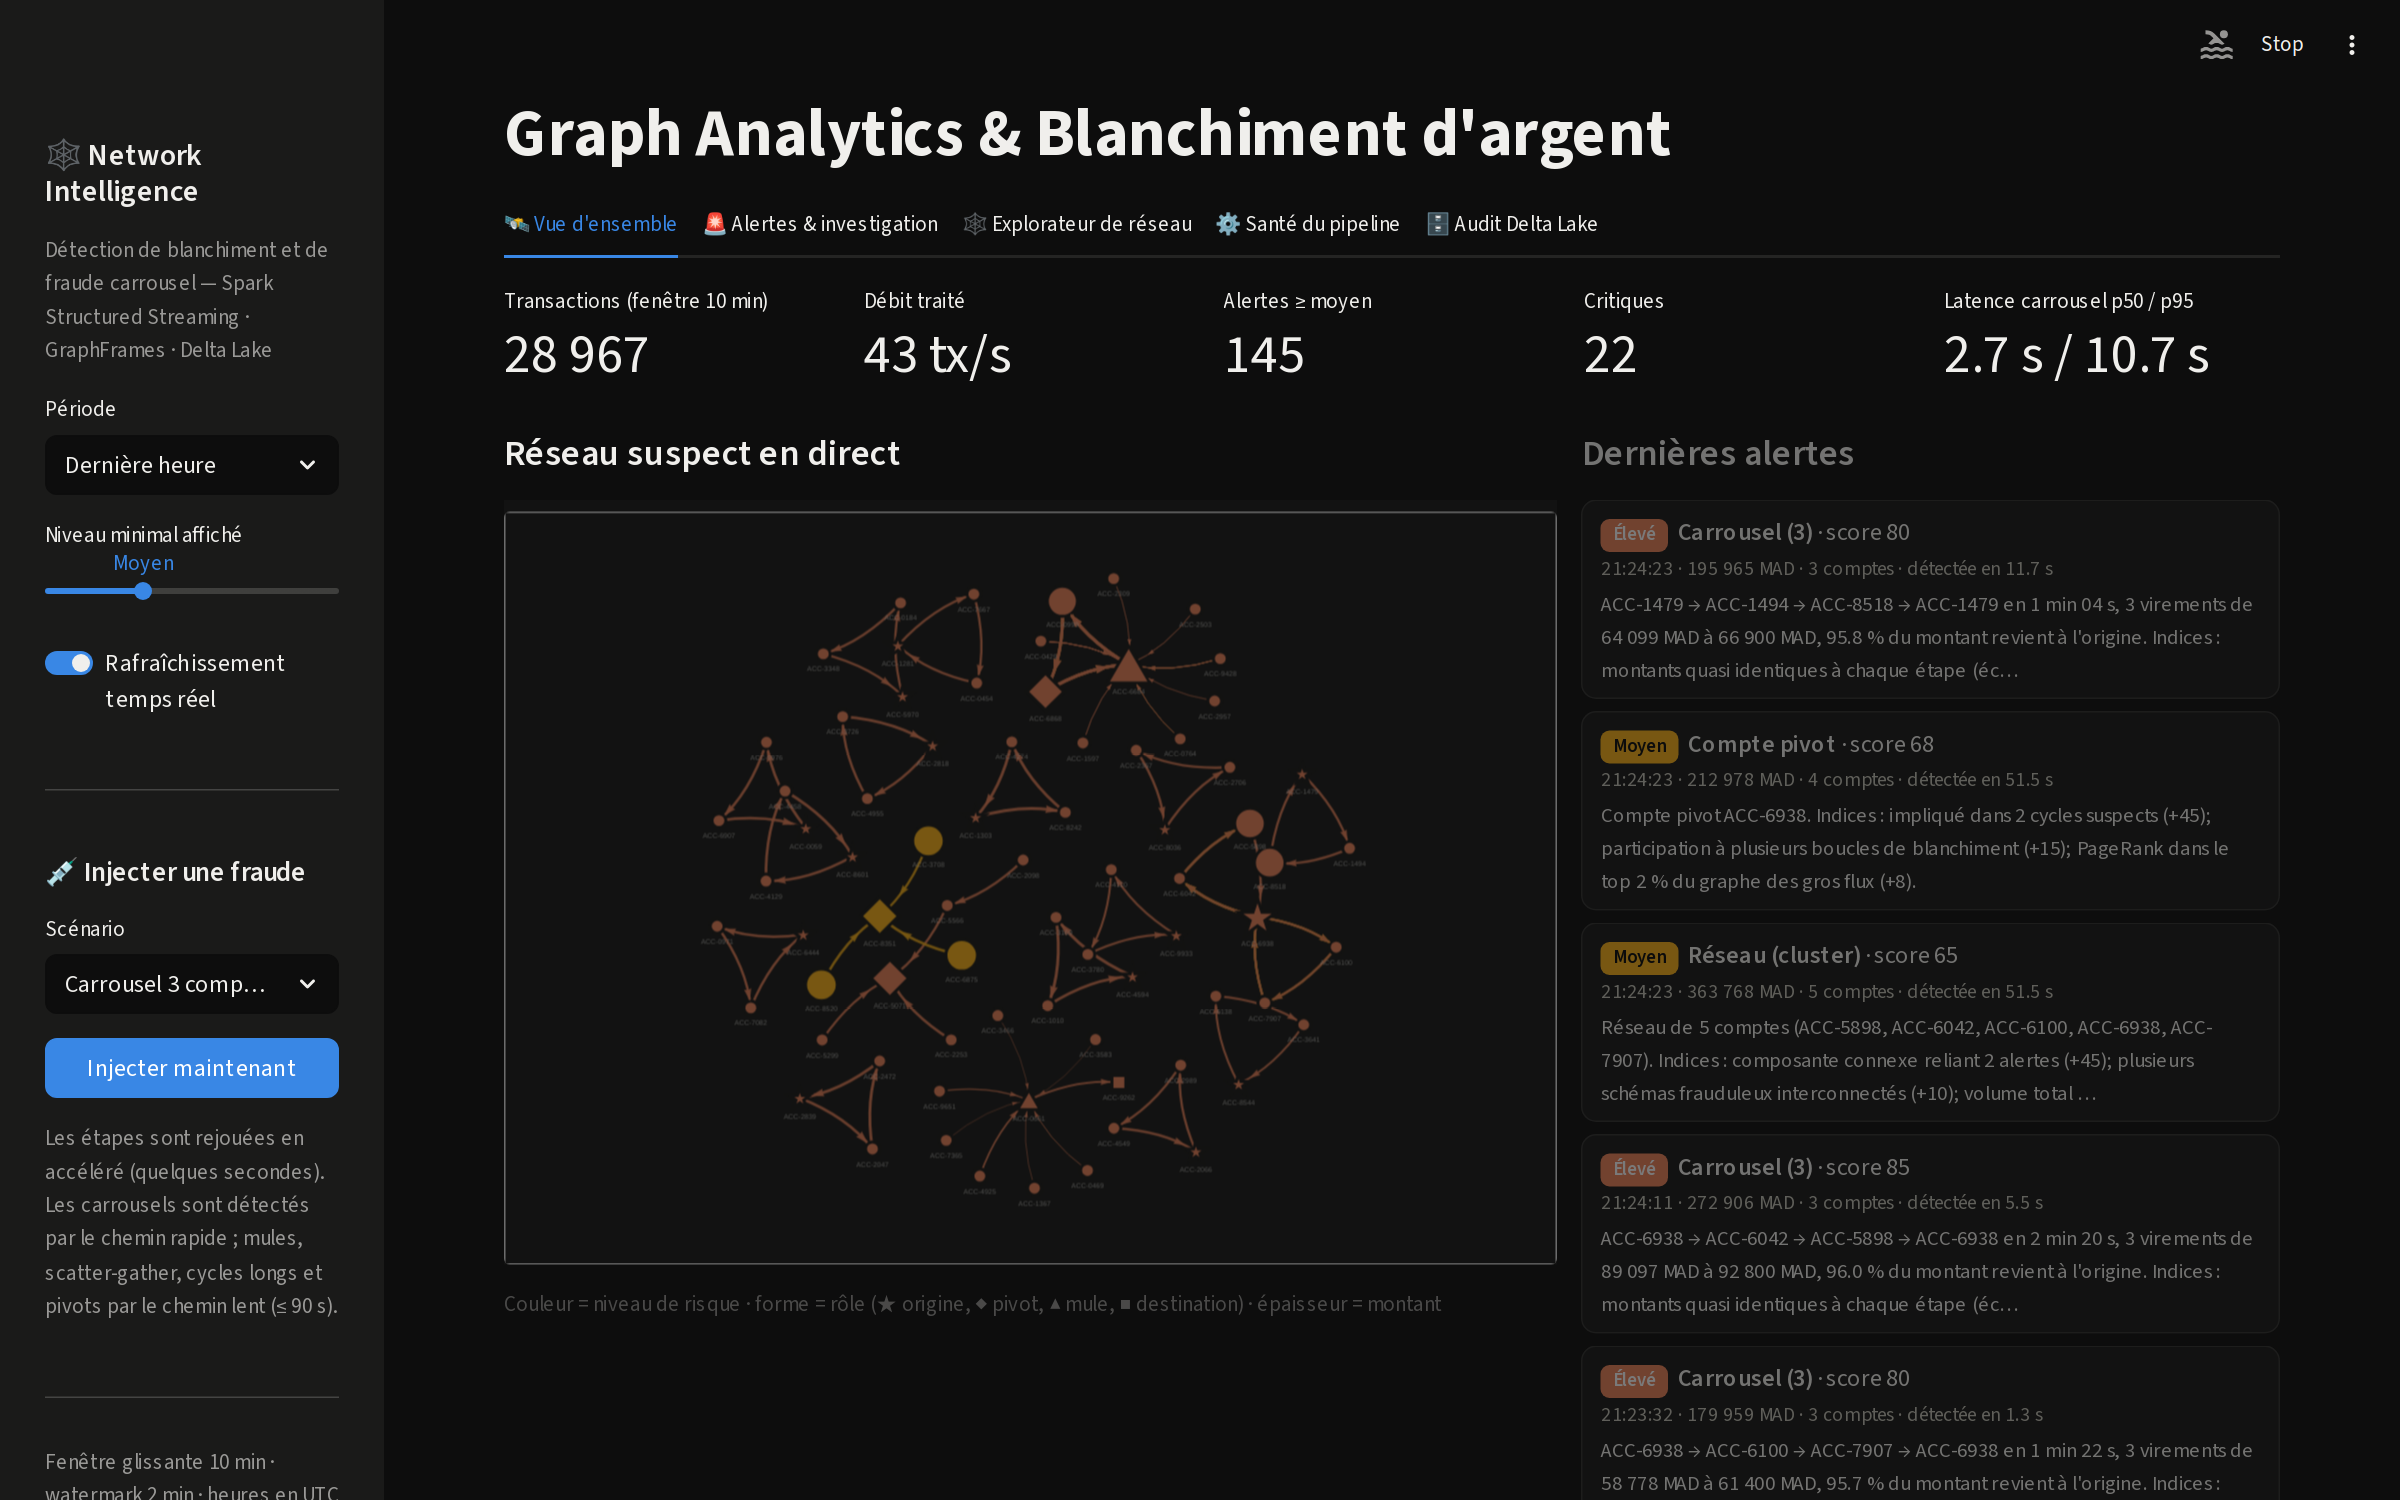 Stop
🕸️ Network
Intelligence
Détection de blanchiment et de
fraude carrousel — Spark
Structured Streaming ·
GraphFrames · Delta Lake
Période
Dernière heure
Niveau minimal affiché
Moyen
Rafraîchissement
temps réel
💉 Injecter une fraude
Scénario
Carrousel 3 comp…
Injecter maintenant
Les étapes sont rejouées en
accéléré (quelques secondes).
Les carrousels sont détectés
par le chemin rapide ; mules,
scatter-gather, cycles longs et
pivots par le chemin lent (≤ 90 s).
Fenêtre glissante 10 min ·
watermark 2 min · heures en UTC
Graph Analytics & Blanchiment d'argent
🛰️ Vue d'ensemble 🚨 Alertes & investigation 🕸️ Explorateur de réseau ⚙️ Santé du pipeline 🗄️ Audit Delta Lake
Transactions (fenêtre 10 min) Débit traité Alertes ≥ moyen Critiques Latence carrousel p50 / p95
28 967 43 tx/s 145 22 2.7 s / 10.7 s
Réseau suspect en direct
Couleur = niveau de risque · forme = rôle (★ origine, ◆ pivot, ▲ mule, ■ destination) · épaisseur = montant
Dernières alertes
Élevé Carrousel (3) · score 80
21:24:23 · 195 965 MAD · 3 comptes · détectée en 11.7 s
ACC-1479 → ACC-1494 → ACC-8518 → ACC-1479 en 1 min 04 s, 3 virements de
64 099 MAD à 66 900 MAD, 95.8 % du montant revient à l'origine. Indices :
montants quasi identiques à chaque étape (éc…
Moyen Compte pivot · score 68
21:24:23 · 212 978 MAD · 4 comptes · détectée en 51.5 s
Compte pivot ACC-6938. Indices : impliqué dans 2 cycles suspects (+45);
participation à plusieurs boucles de blanchiment (+15); PageRank dans le
top 2 % du graphe des gros flux (+8).
Moyen Réseau (cluster) · score 65
21:24:23 · 363 768 MAD · 5 comptes · détectée en 51.5 s
Réseau de 5 comptes (ACC-5898, ACC-6042, ACC-6100, ACC-6938, ACC-
7907). Indices : composante connexe reliant 2 alertes (+45); plusieurs
schémas frauduleux interconnectés (+10); volume total …
Élevé Carrousel (3) · score 85
21:24:11 · 272 906 MAD · 3 comptes · détectée en 5.5 s
ACC-6938 → ACC-6042 → ACC-5898 → ACC-6938 en 2 min 20 s, 3 virements de
89 097 MAD à 92 800 MAD, 96.0 % du montant revient à l'origine. Indices :
montants quasi identiques à chaque étape (éc…
Élevé Carrousel (3) · score 80
21:23:32 · 179 959 MAD · 3 comptes · détectée en 1.3 s
ACC-6938 → ACC-6100 → ACC-7907 → ACC-6938 en 1 min 22 s, 3 virements de
58 778 MAD à 61 400 MAD, 95.7 % du montant revient à l'origine. Indices :